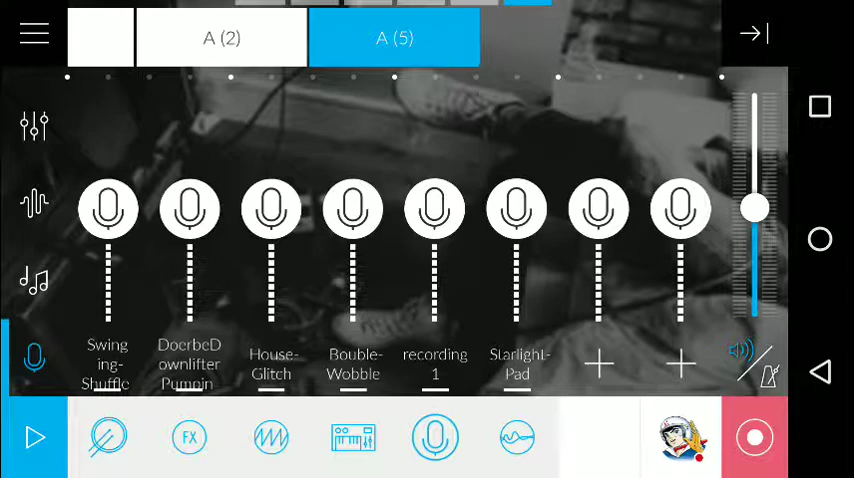 A (2)
A (5)
Swing
ing-
Shuffle
DoerbeD
ownlifter
Pumpin
House-
Glitch
Bouble-
Wobble
recording
1
Starlight-
Pad
FX